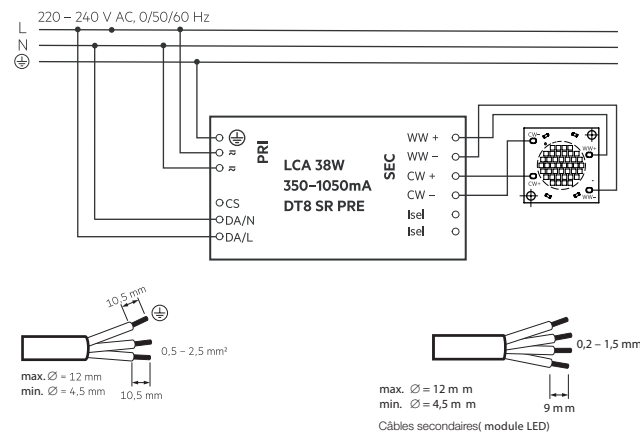 220 – 240 V AC, 0/50/60 Hz
L
N
PRI
LCA 38W
350–1050mA
DT8 SR PRE
SEC
≂
≂
CS
DA/N
DA/L
WW +
WW –
CW +
CW –
Isel
Isel
CW–
WW+
CW+
WW–
10,5 mm
0,5 – 2,5 mm²
max. ∅ = 12 mm
min. ∅ = 4,5 mm
10,5 mm
0,2 – 1,5 mm
max. ∅ = 12 m m
min. ∅ = 4,5 m m
9 m m
Câbles secondaires( module LED)